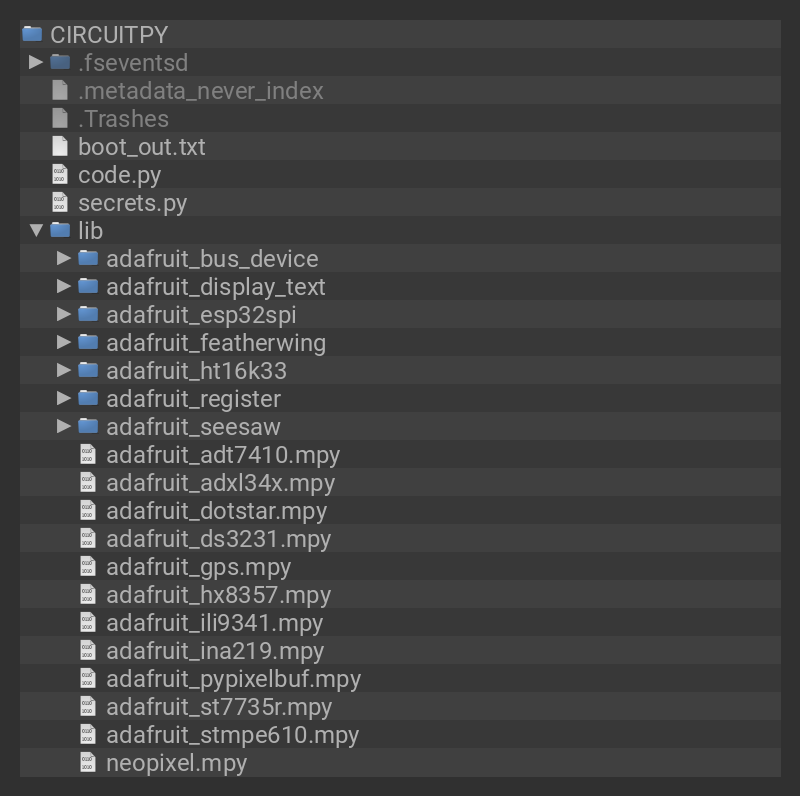 CIRCUITPY
.fseventsd
.metadata_never_index
.Trashes
boot_out.txt
code.py
secrets.py
lib
adafruit_bus_device
adafruit_display_text
adafruit_esp32spi
adafruit_featherwing
adafruit_ht16k33
adafruit_register
adafruit_seesaw
adafruit_adt7410.mpy
adafruit_adxl34x.mpy
adafruit_dotstar.mpy
adafruit_ds3231.mpy
adafruit_gps.mpy
adafruit_hx8357.mpy
adafruit_ili9341.mpy
adafruit_ina219.mpy
adafruit_pypixelbuf.mpy
adafruit_st7735r.mpy
adafruit_stmpe610.mpy
neopixel.mpy